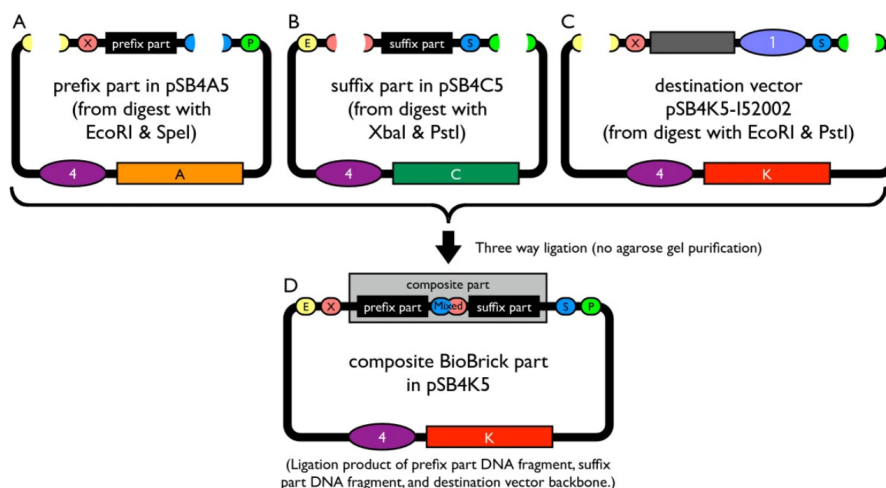 A
X
prefix part
P
prefix part in pSB4A5
(from digest with
EcoRI & SpeI)
4
A
B
E
suffix part
S
suffix part in pSB4C5
(from digest with
XbaI & PstI)
4
C
C
X
1
S
destination vector
pSB4K5-I52002
(from digest with EcoRI & PstI)
4
K
Three way ligation (no agarose gel purification)
D
composite part
E
X
prefix part
Mixed
suffix part
S
P
composite BioBrick part
in pSB4K5
4
K
(Ligation product of prefix part DNA fragment, suffix
part DNA fragment, and destination vector backbone.)